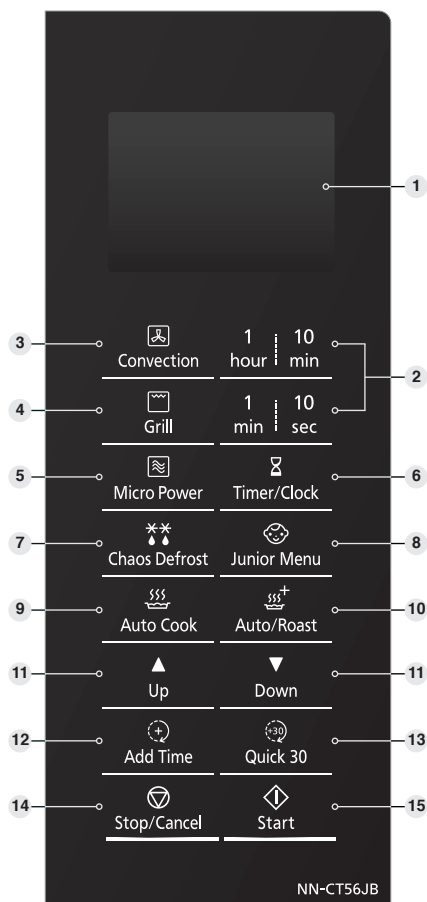 1
3
Convection
1 hour
10 min
2
4
Grill
1 min
10 sec
5
Micro Power
Timer/Clock
6
7
Chaos Defrost
Junior Menu
8
9
Auto Cook
Auto/Roast
10
11
Up
Down
11
12
Add Time
+30
Quick 30
13
14
Stop/Cancel
Start
15
NN-CT56JB